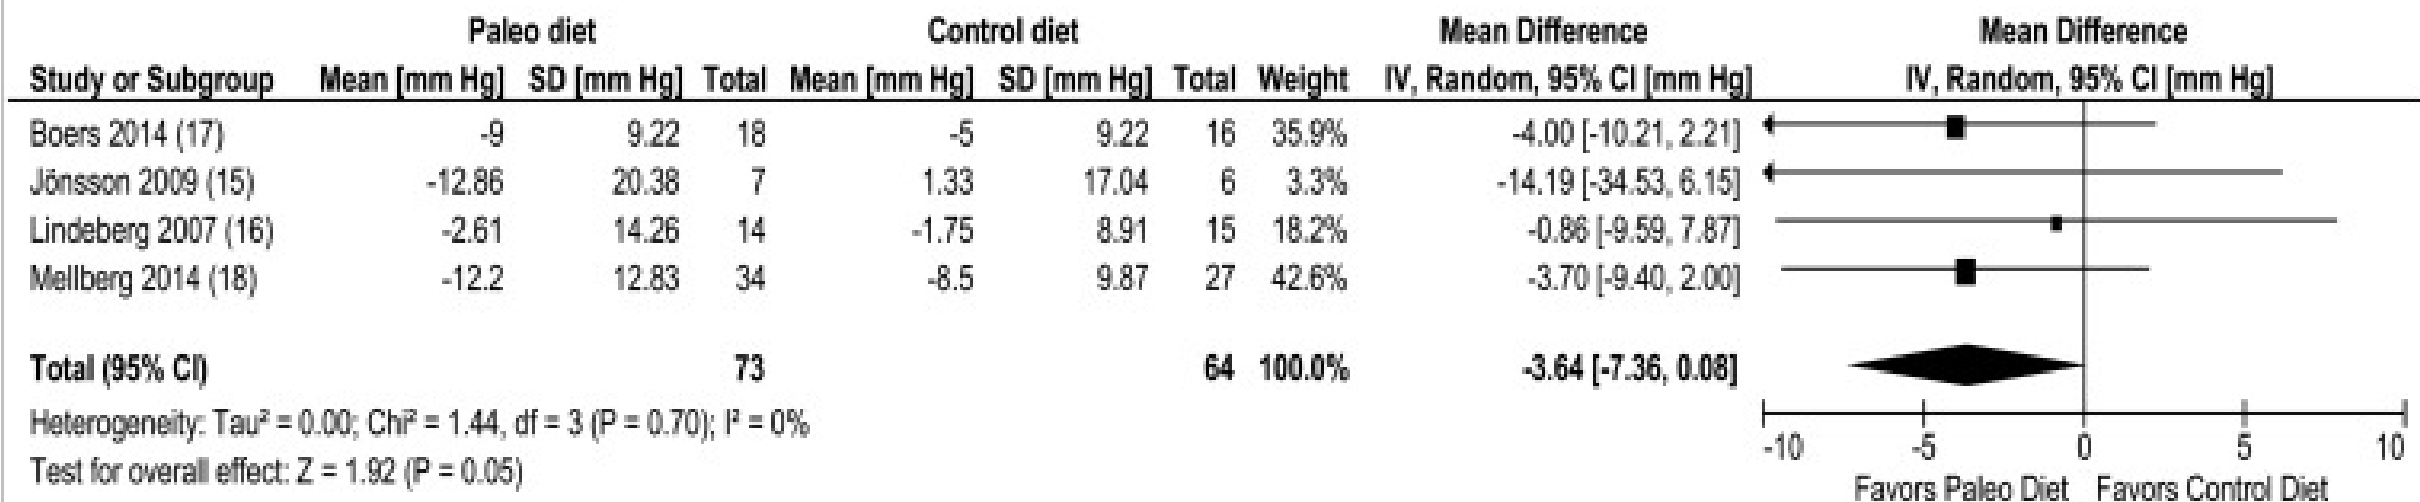 Paleo diet Control diet Mean Difference Mean Difference
Study or Subgroup Mean [mm Hg] SD [mm Hg] Total Mean [mm Hg] SD [mm Hg] Total Weight IV, Random, 95% CI [mm Hg] IV, Random, 95% CI [mm Hg]
Boers 2014 (17) -9 9.22 18 -5 9.22 16 35.9% -4.00 [-10.21, 2.21]
Jönsson 2009 (15) -12.86 20.38 7 1.33 17.04 6 3.3% -14.19 [-34.53, 6.15]
Lindeberg 2007 (16) -2.61 14.26 14 -1.75 8.91 15 18.2% -0.86 [-9.59, 7.87]
Mellberg 2014 (18) -12.2 12.83 34 -8.5 9.87 27 42.6% -3.70 [-9.40, 2.00]
Total (95% CI) 73 64 100.0% -3.64 [-7.36, 0.08]
Heterogeneity: Tau² = 0.00; Chi² = 1.44, df = 3 (P = 0.70); I² = 0%
Test for overall effect: Z = 1.92 (P = 0.05)
-10 -5 0 5 10
Favors Paleo Diet Favors Control Diet